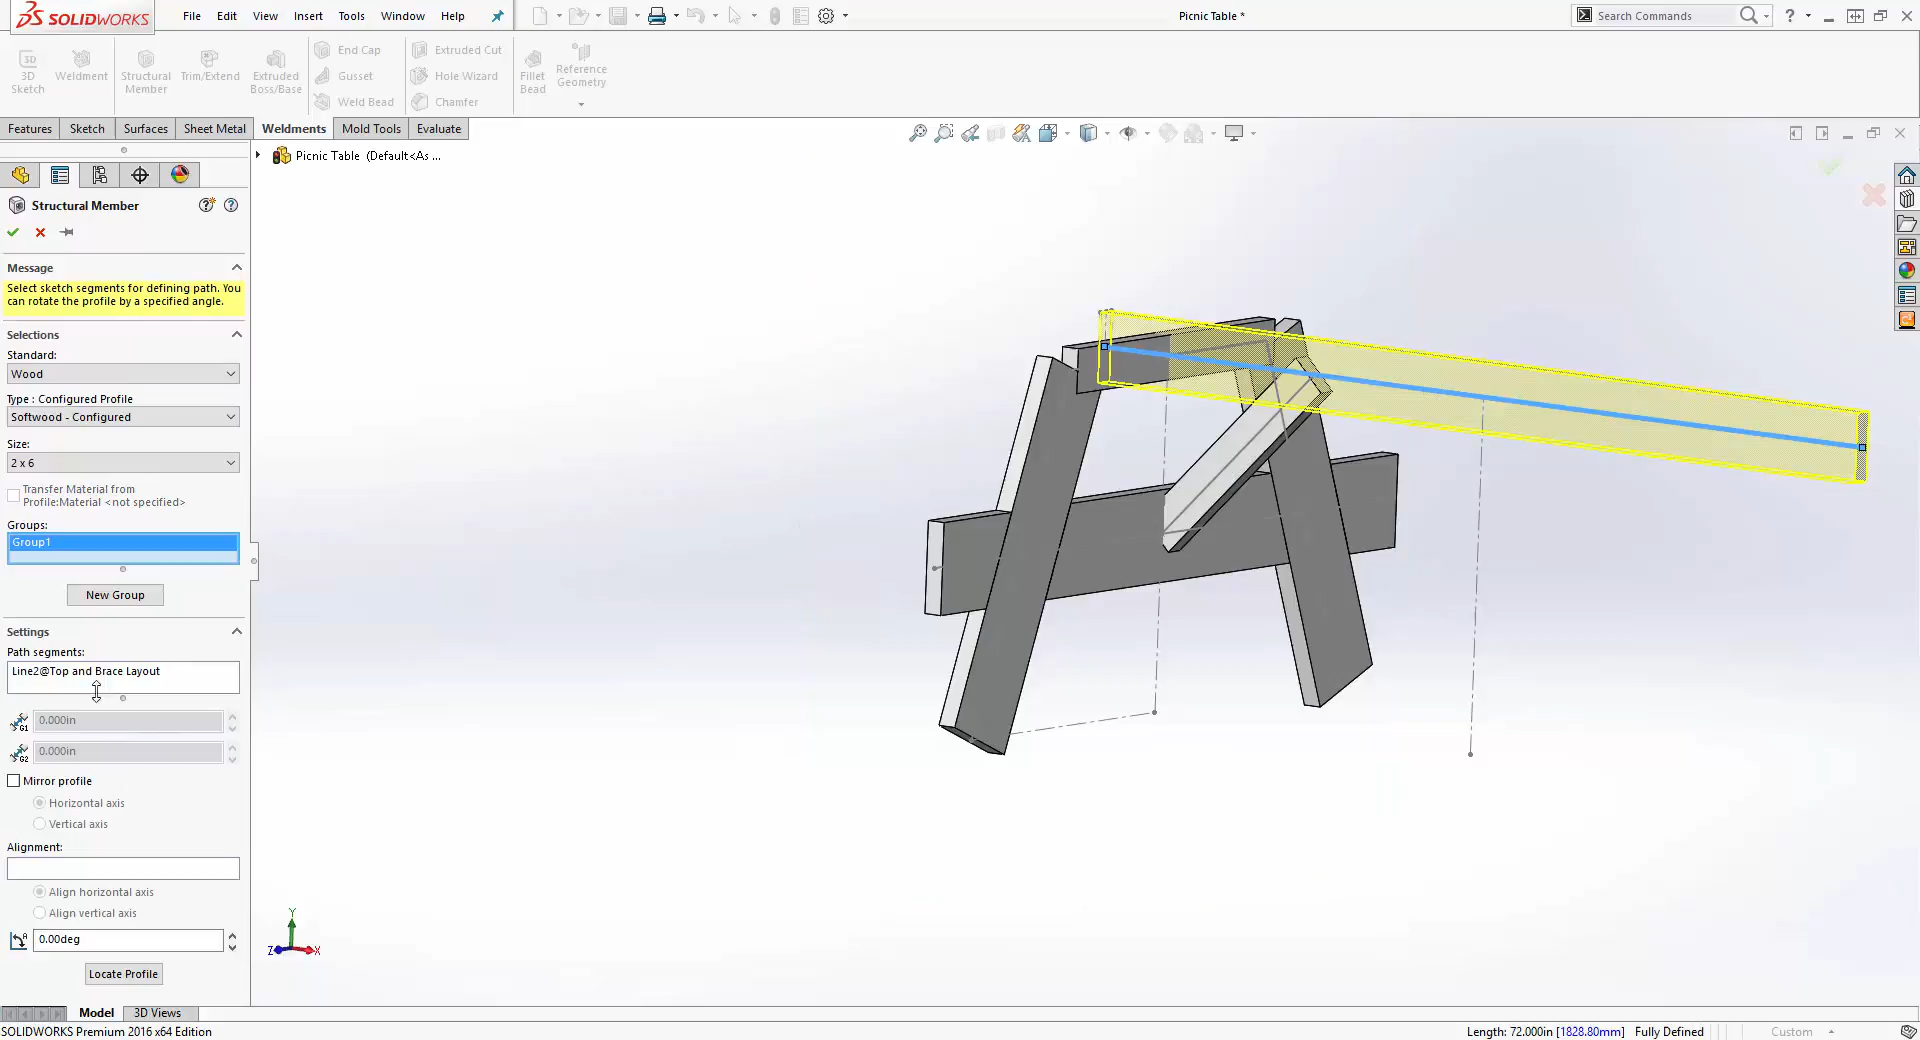 SOLIDWORKS
File Edit View Insert Tools Window Help
Picnic Table *
Search Commands
3D Sketch
Weldment
Structural Member
Trim/Extend
Extruded Boss/Base
End Cap
Gusset
Weld Bead
Extruded Cut
Hole Wizard
Chamfer
Fillet Bead
Reference Geometry
Features Sketch Surfaces Sheet Metal Weldments Mold Tools Evaluate
Picnic Table (Default<As ...
Structural Member
Message
Select sketch segments for defining path. You
can rotate the profile by a specified angle.
Selections
Standard:
Wood
Type : Configured Profile
Softwood - Configured
Size:
2 x 6
Transfer Material from
Profile:Material <not specified>
Groups:
Group1
New Group
Settings
Path segments:
Line2@Top and Brace Layout
G1
0.000in
G2
0.000in
Mirror profile
Horizontal axis
Vertical axis
Alignment:
Align horizontal axis
Align vertical axis
0.00deg
Locate Profile
Y
Z
X
Model 3D Views
SOLIDWORKS Premium 2016 x64 Edition
Length: 72.000in [1828.80mm] Fully Defined Custom